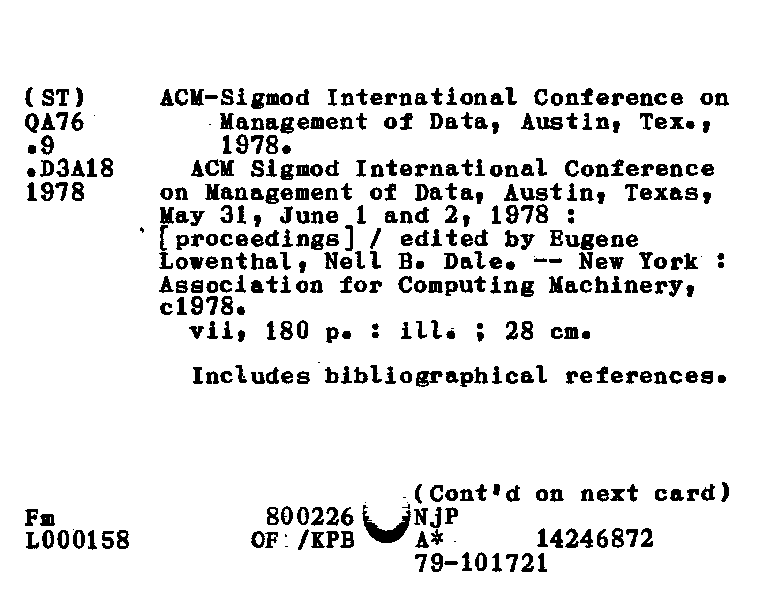 (ST) ACM-Sigmod International Conference on
QA76 Management of Data, Austin, Tex.,
.9 1978.
.D3A18 ACM Sigmod International Conference
1978 on Management of Data, Austin, Texas,
May 31, June 1 and 2, 1978 :
[proceedings] / edited by Eugene
Lowenthal, Nell B. Dale. -- New York :
Association for Computing Machinery,
c1978.
vii, 180 p. : ill. ; 28 cm.
Includes bibliographical references.
(Cont'd on next card)
Fm 800226 NjP
L000158 OF /KPB A* 14246872
79-101721